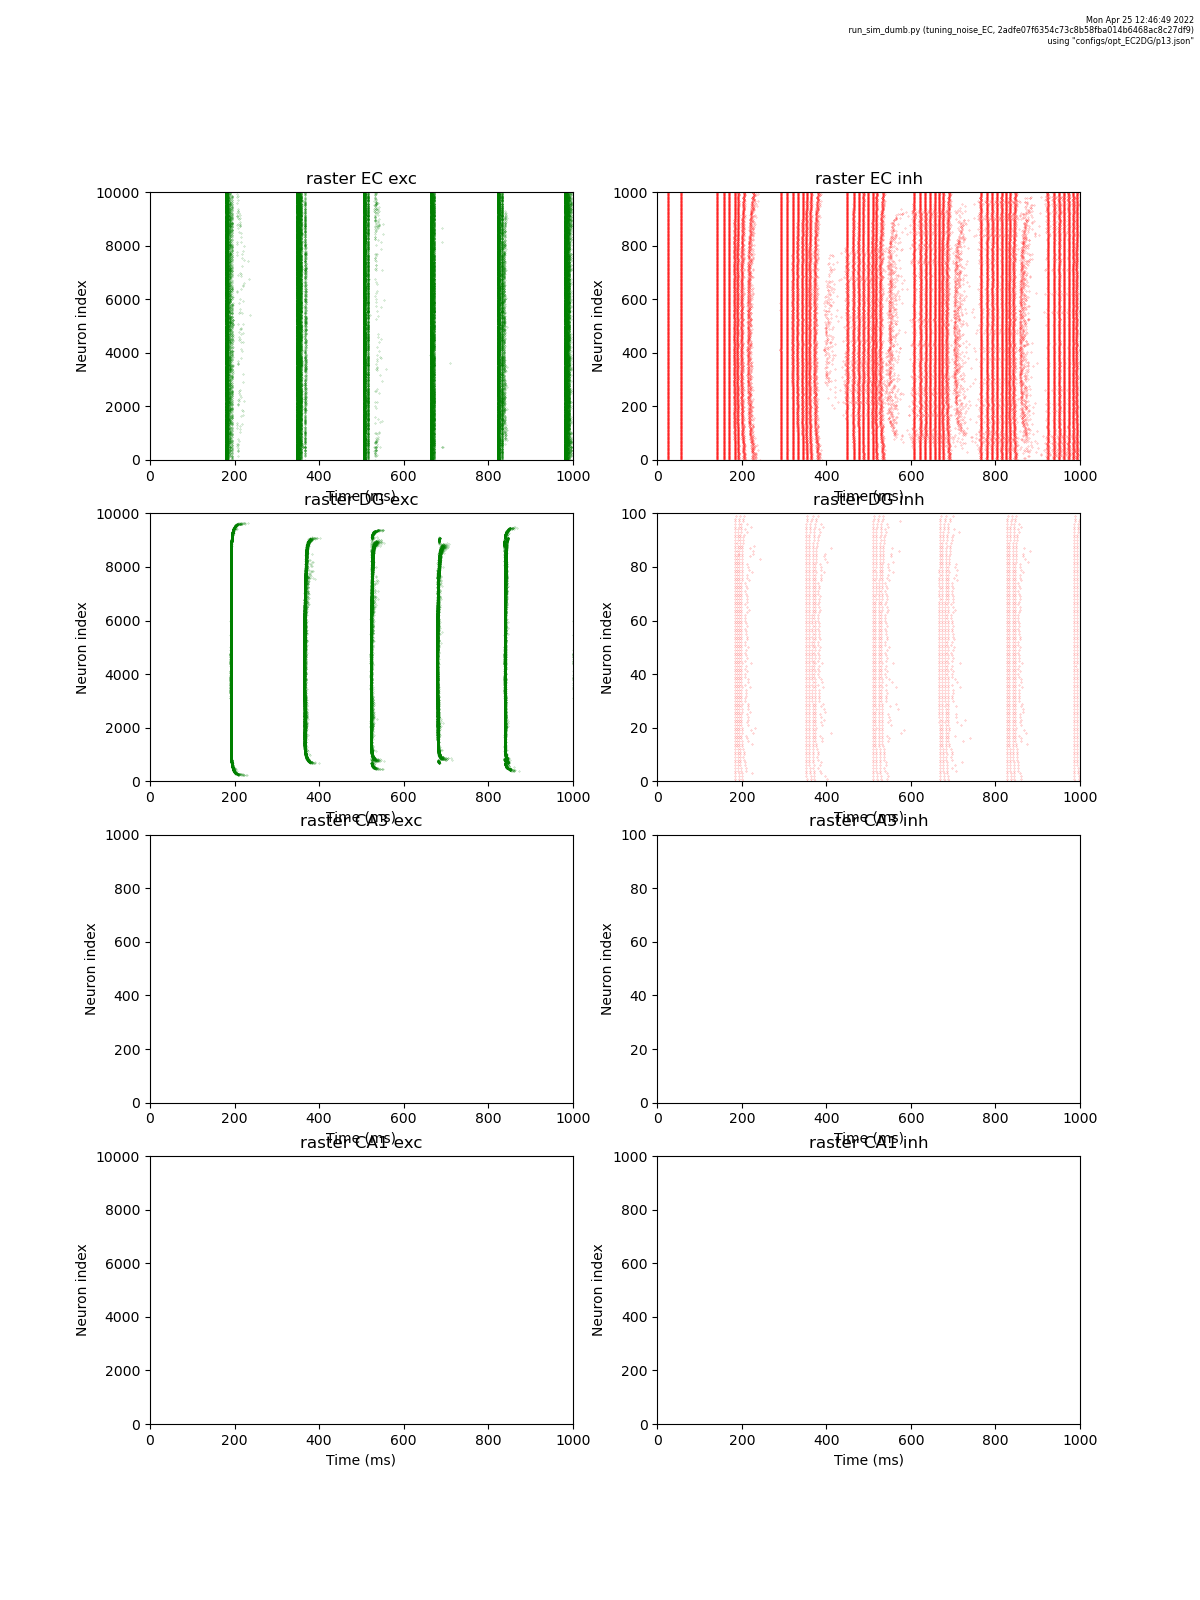 Mon Apr 25 12:46:49 2022
run_sim_dumb.py (tuning_noise_EC, 2adfe07f6354c73c8b58fba014b6468ac8c27df9)
using "configs/opt_EC2DG/p13.json"
raster EC exc
10000
8000
6000
4000
2000
0
Neuron index
0 200 400 600 800 1000
Time (ms)
raster EC inh
1000
800
600
400
200
0
Neuron index
0 200 400 600 800 1000
Time (ms)
raster DG exc
10000
8000
6000
4000
2000
0
Neuron index
0 200 400 600 800 1000
Time (ms)
raster DG inh
100
80
60
40
20
0
Neuron index
0 200 400 600 800 1000
Time (ms)
raster CA3 exc
1000
800
600
400
200
0
Neuron index
0 200 400 600 800 1000
Time (ms)
raster CA3 inh
100
80
60
40
20
0
Neuron index
0 200 400 600 800 1000
Time (ms)
raster CA1 exc
10000
8000
6000
4000
2000
0
Neuron index
0 200 400 600 800 1000
Time (ms)
raster CA1 inh
1000
800
600
400
200
0
Neuron index
0 200 400 600 800 1000
Time (ms)